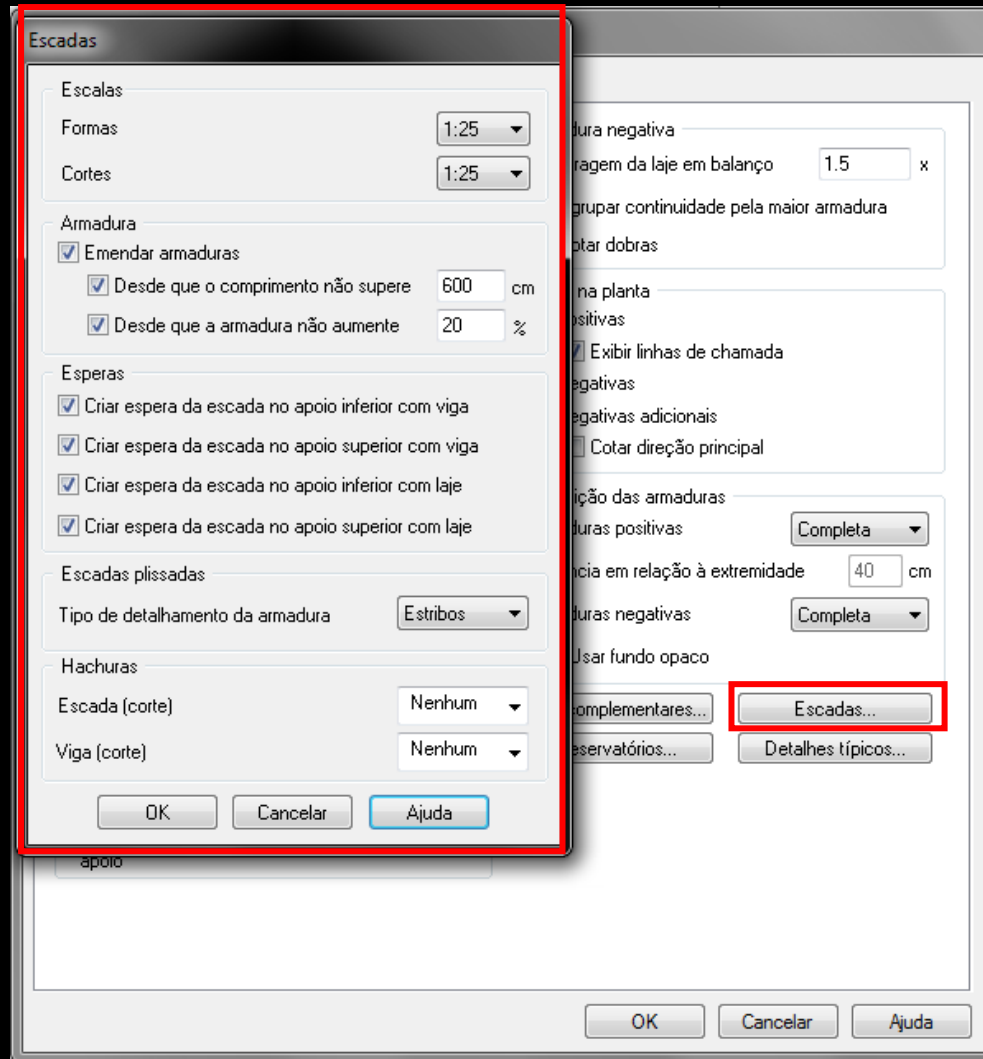 Escadas
Escalas
Formas 1:25
Cortes 1:25
Armadura
Emendar armaduras
Desde que o comprimento não supere 600 cm
Desde que a armadura não aumente 20 %
Esperas
Criar espera da escada no apoio inferior com viga
Criar espera da escada no apoio superior com viga
Criar espera da escada no apoio inferior com laje
Criar espera da escada no apoio superior com laje
Escadas plissadas
Tipo de detalhamento da armadura Estribos
Hachuras
Escada (corte) Nenhum
Viga (corte) Nenhum
OK Cancelar Ajuda
dura negativa
ragem da laje em balanço 1.5 x
grupar continuidade pela maior armadura
otar dobras
na planta
ositivas
Exibir linhas de chamada
egativas
egativas adicionais
Cotar direção principal
ição das armaduras
duras positivas Completa
ncia em relação à extremidade 40 cm
duras negativas Completa
Usar fundo opaco
complementares... Escadas...
eservatórios... Detalhes típicos...
apoio
OK Cancelar Ajuda